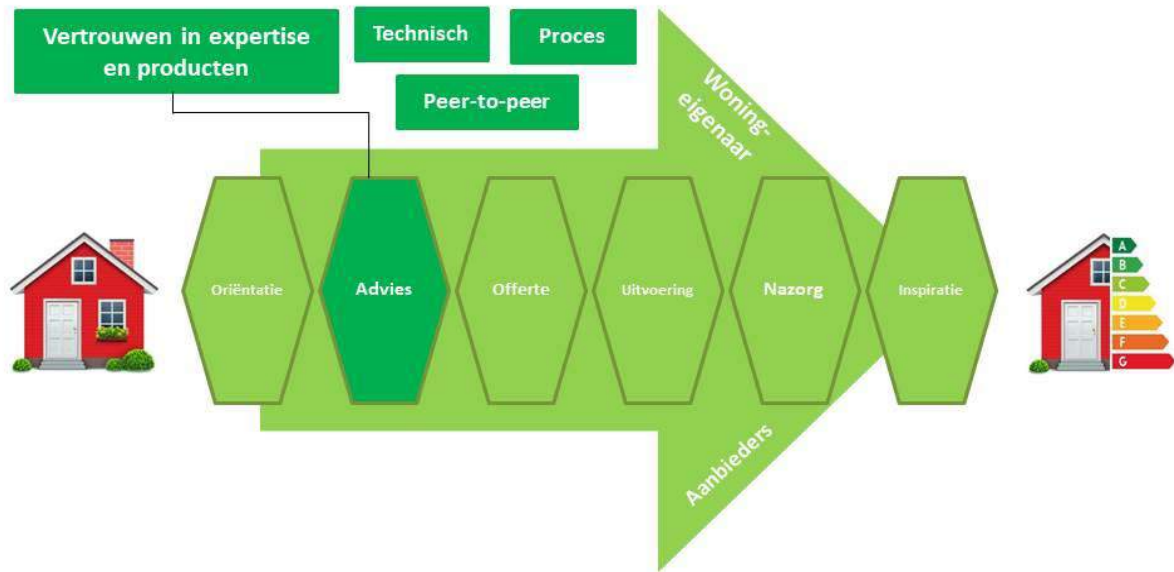 Vertrouwen in expertise
en producten
Technisch
Proces
Peer-to-peer
Woning-
eigenaar
Oriëntatie
Advies
Offerte
Uitvoering
Nazorg
Inspiratie
A
B
C
D
E
F
G
Aanbieders